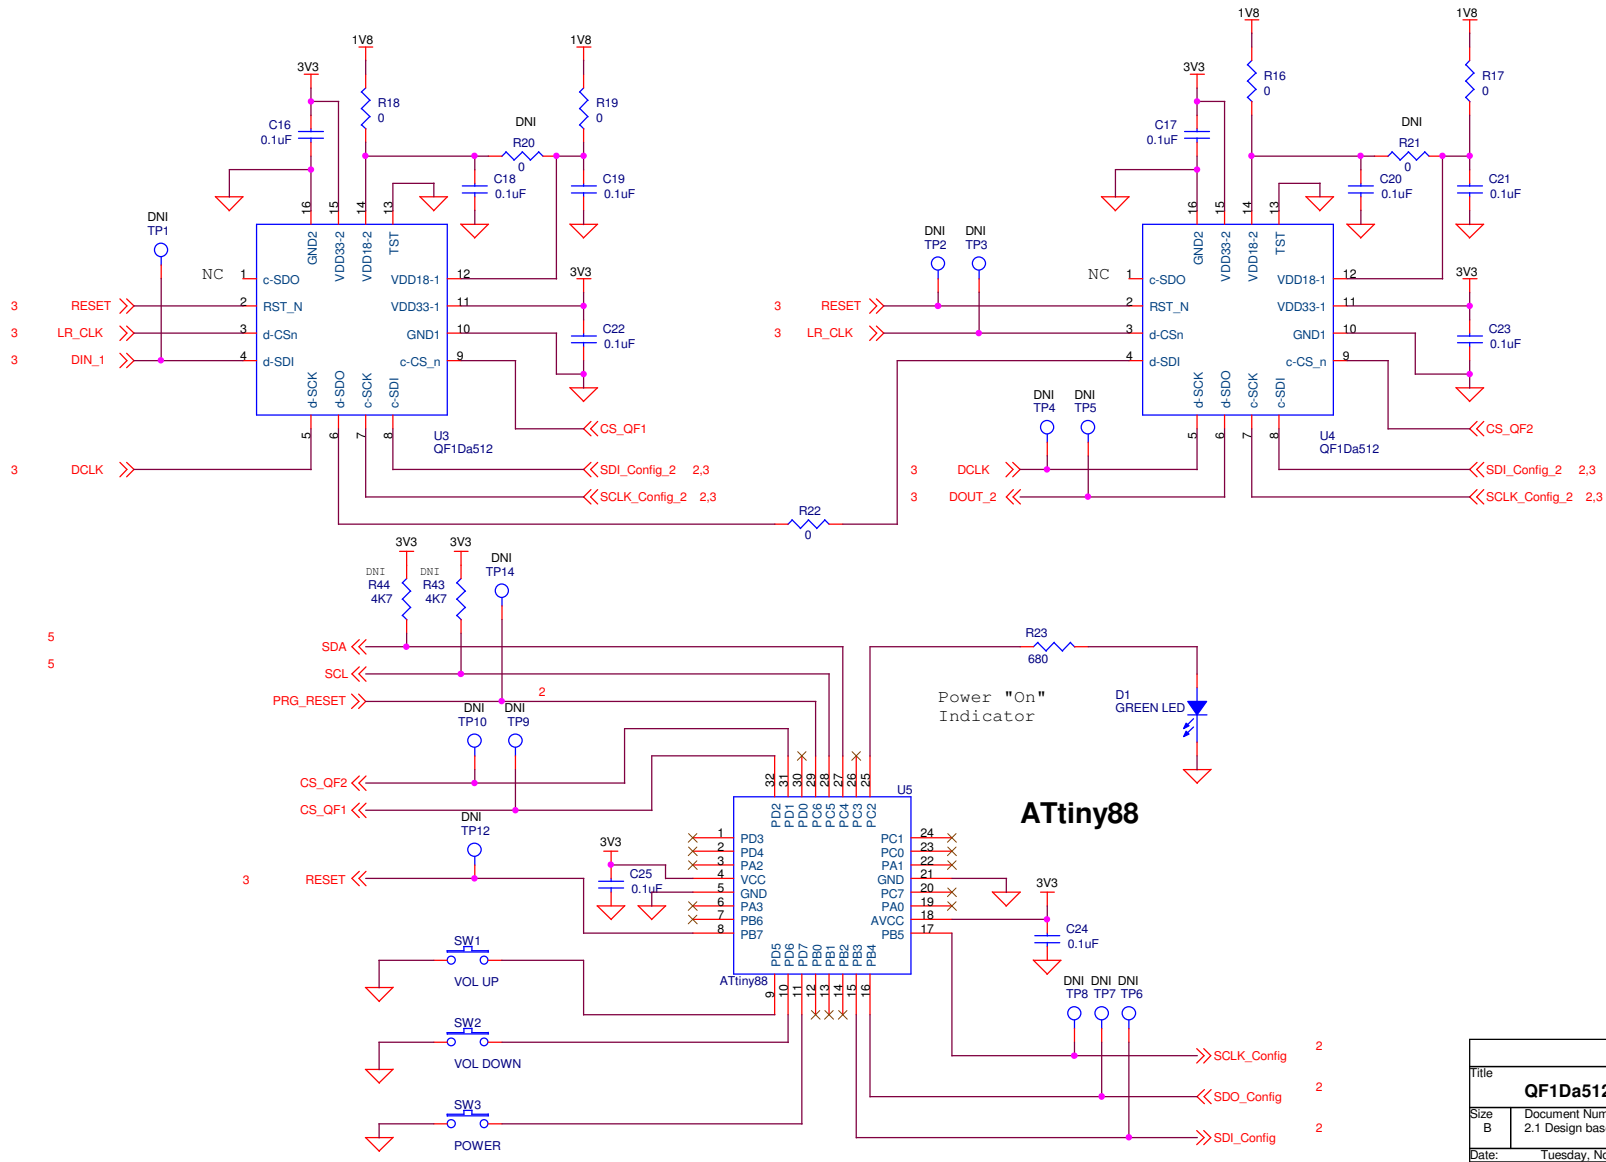 1V8
1V8
3V3
R18
0
R19
0
C16
0.1uF
DNI
R20
0
C18
0.1uF
C19
0.1uF
DNI
TP1
16
15
14
13
GND2
VDD33-2
VDD18-2
TST
NC
1
c-SDO
VDD18-1
12
3V3
3
RESET
2
RST_N
VDD33-1
11
3
LR_CLK
3
d-CSn
GND1
10
C22
0.1uF
3
DIN_1
4
d-SDI
c-CS_n
9
d-SCK
d-SDO
c-SCK
c-SDI
5
6
7
8
U3
QF1Da512
CS_QF1
3
DCLK
SDI_Config_2
2,3
SCLK_Config_2
2,3
R22
0
1V8
1V8
3V3
R16
0
R17
0
C17
0.1uF
DNI
R21
0
C20
0.1uF
C21
0.1uF
DNI
TP2
DNI
TP3
16
15
14
13
GND2
VDD33-2
VDD18-2
TST
NC
1
c-SDO
VDD18-1
12
3V3
3
RESET
2
RST_N
VDD33-1
11
3
LR_CLK
3
d-CSn
GND1
10
C23
0.1uF
4
d-SDI
c-CS_n
9
d-SCK
d-SDO
c-SCK
c-SDI
DNI
TP4
DNI
TP5
5
6
7
8
U4
QF1Da512
CS_QF2
3
DCLK
SDI_Config_2
2,3
3
DOUT_2
SCLK_Config_2
2,3
3V3
3V3
DNI
R44
4K7
DNI
R43
4K7
DNI
TP14
5
SDA
5
SCL
PRG_RESET
2
DNI
TP10
DNI
TP9
CS_QF2
CS_QF1
DNI
TP12
3
RESET
R23
680
Power "On"
Indicator
D1
GREEN LED
ATtiny88
U5
32
31
30
29
28
27
26
25
PD2
PD1
PD0
PC6
PC5
PC4
PC3
PC2
1
PD3
2
PD4
3
PA2
4
VCC
5
GND
6
PA3
7
PB6
8
PB7
PC1
24
PC0
23
PA1
22
GND
21
PC7
20
PA0
19
AVCC
18
PB5
17
PD5
PD6
PD7
PB0
PB1
PB2
PB3
PB4
9
10
11
12
13
14
15
16
ATtiny88
3V3
C25
0.1uF
3V3
C24
0.1uF
SW1
VOL UP
SW2
VOL DOWN
SW3
POWER
DNI
TP8
DNI
TP7
DNI
TP6
SCLK_Config
2
SDO_Config
2
SDI_Config
2
Title
QF1Da512
Size
B
Document Num
2.1 Design bas
Date:
Tuesday, No